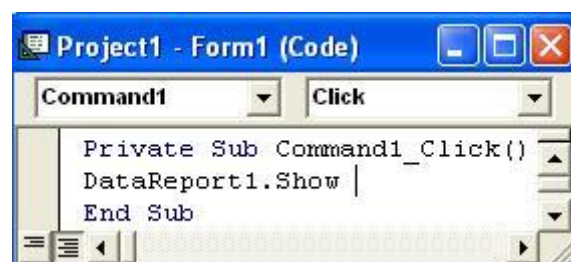 Project1 - Form1 (Code)
Command1 Click
Private Sub Command1_Click()
DataReport1.Show
End Sub